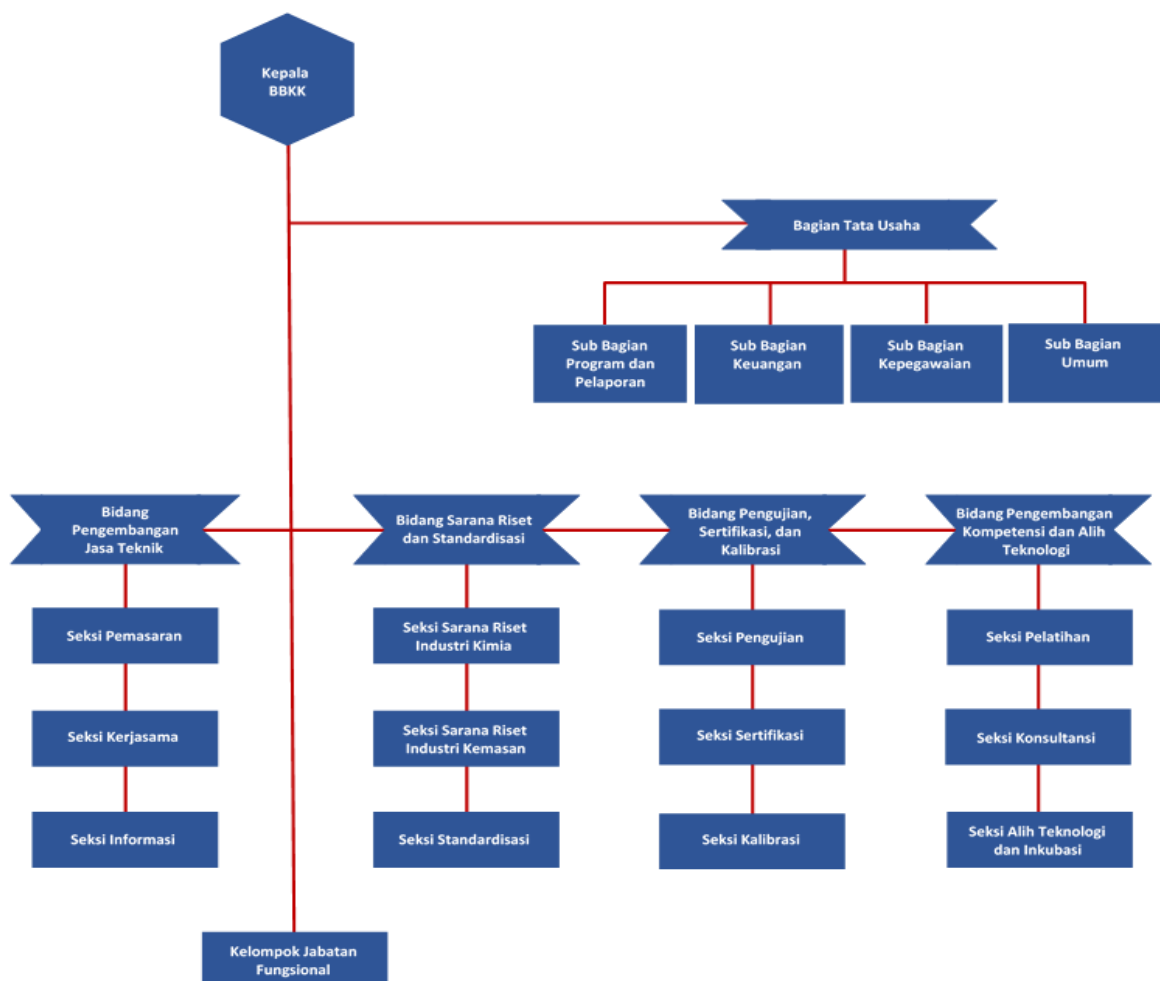 Kepala
BBKK
Bagian Tata Usaha
Sub Bagian
Program dan
Pelaporan
Sub Bagian
Keuangan
Sub Bagian
Kepegawaian
Sub Bagian
Umum
Bidang
Pengembangan
Jasa Teknik
Bidang Sarana Riset
dan Standardisasi
Bidang Pengujian,
Sertifikasi, dan
Kalibrasi
Bidang Pengembangan
Kompetensi dan Alih
Teknologi
Seksi Pemasaran
Seksi Sarana Riset
Industri Kimia
Seksi Pengujian
Seksi Pelatihan
Seksi Kerjasama
Seksi Sarana Riset
Industri Kemasan
Seksi Sertifikasi
Seksi Konsultansi
Seksi Informasi
Seksi Standardisasi
Seksi Kalibrasi
Seksi Alih Teknologi
dan Inkubasi
Kelompok Jabatan
Fungsional